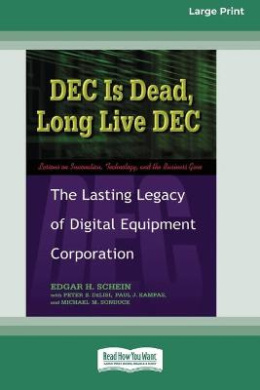 Large Print
DEC Is Dead,
Long Live DEC
Lessons on Innovation, Technology, and the Business Gene
The Lasting Legacy
of Digital Equipment
Corporation
DEC
EDGAR H. SCHEIN
WITH PETER S. DELISI, PAUL J. KAMPAS,
AND MICHAEL M. SONDUCK
Read How You Want